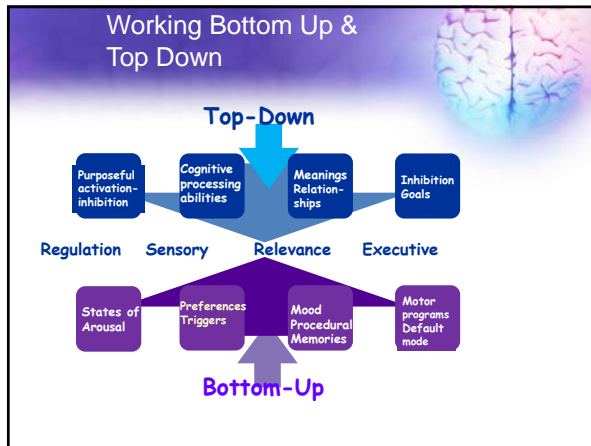 Working Bottom Up &
Top Down
Top-Down
Purposeful
activation-
inhibition
Cognitive
processing
abilities
Meanings
Relation-
ships
Inhibition
Goals
Regulation Sensory Relevance Executive
States of
Arousal
Preferences
Triggers
Mood
Procedural
Memories
Motor
programs
Default
mode
Bottom-Up